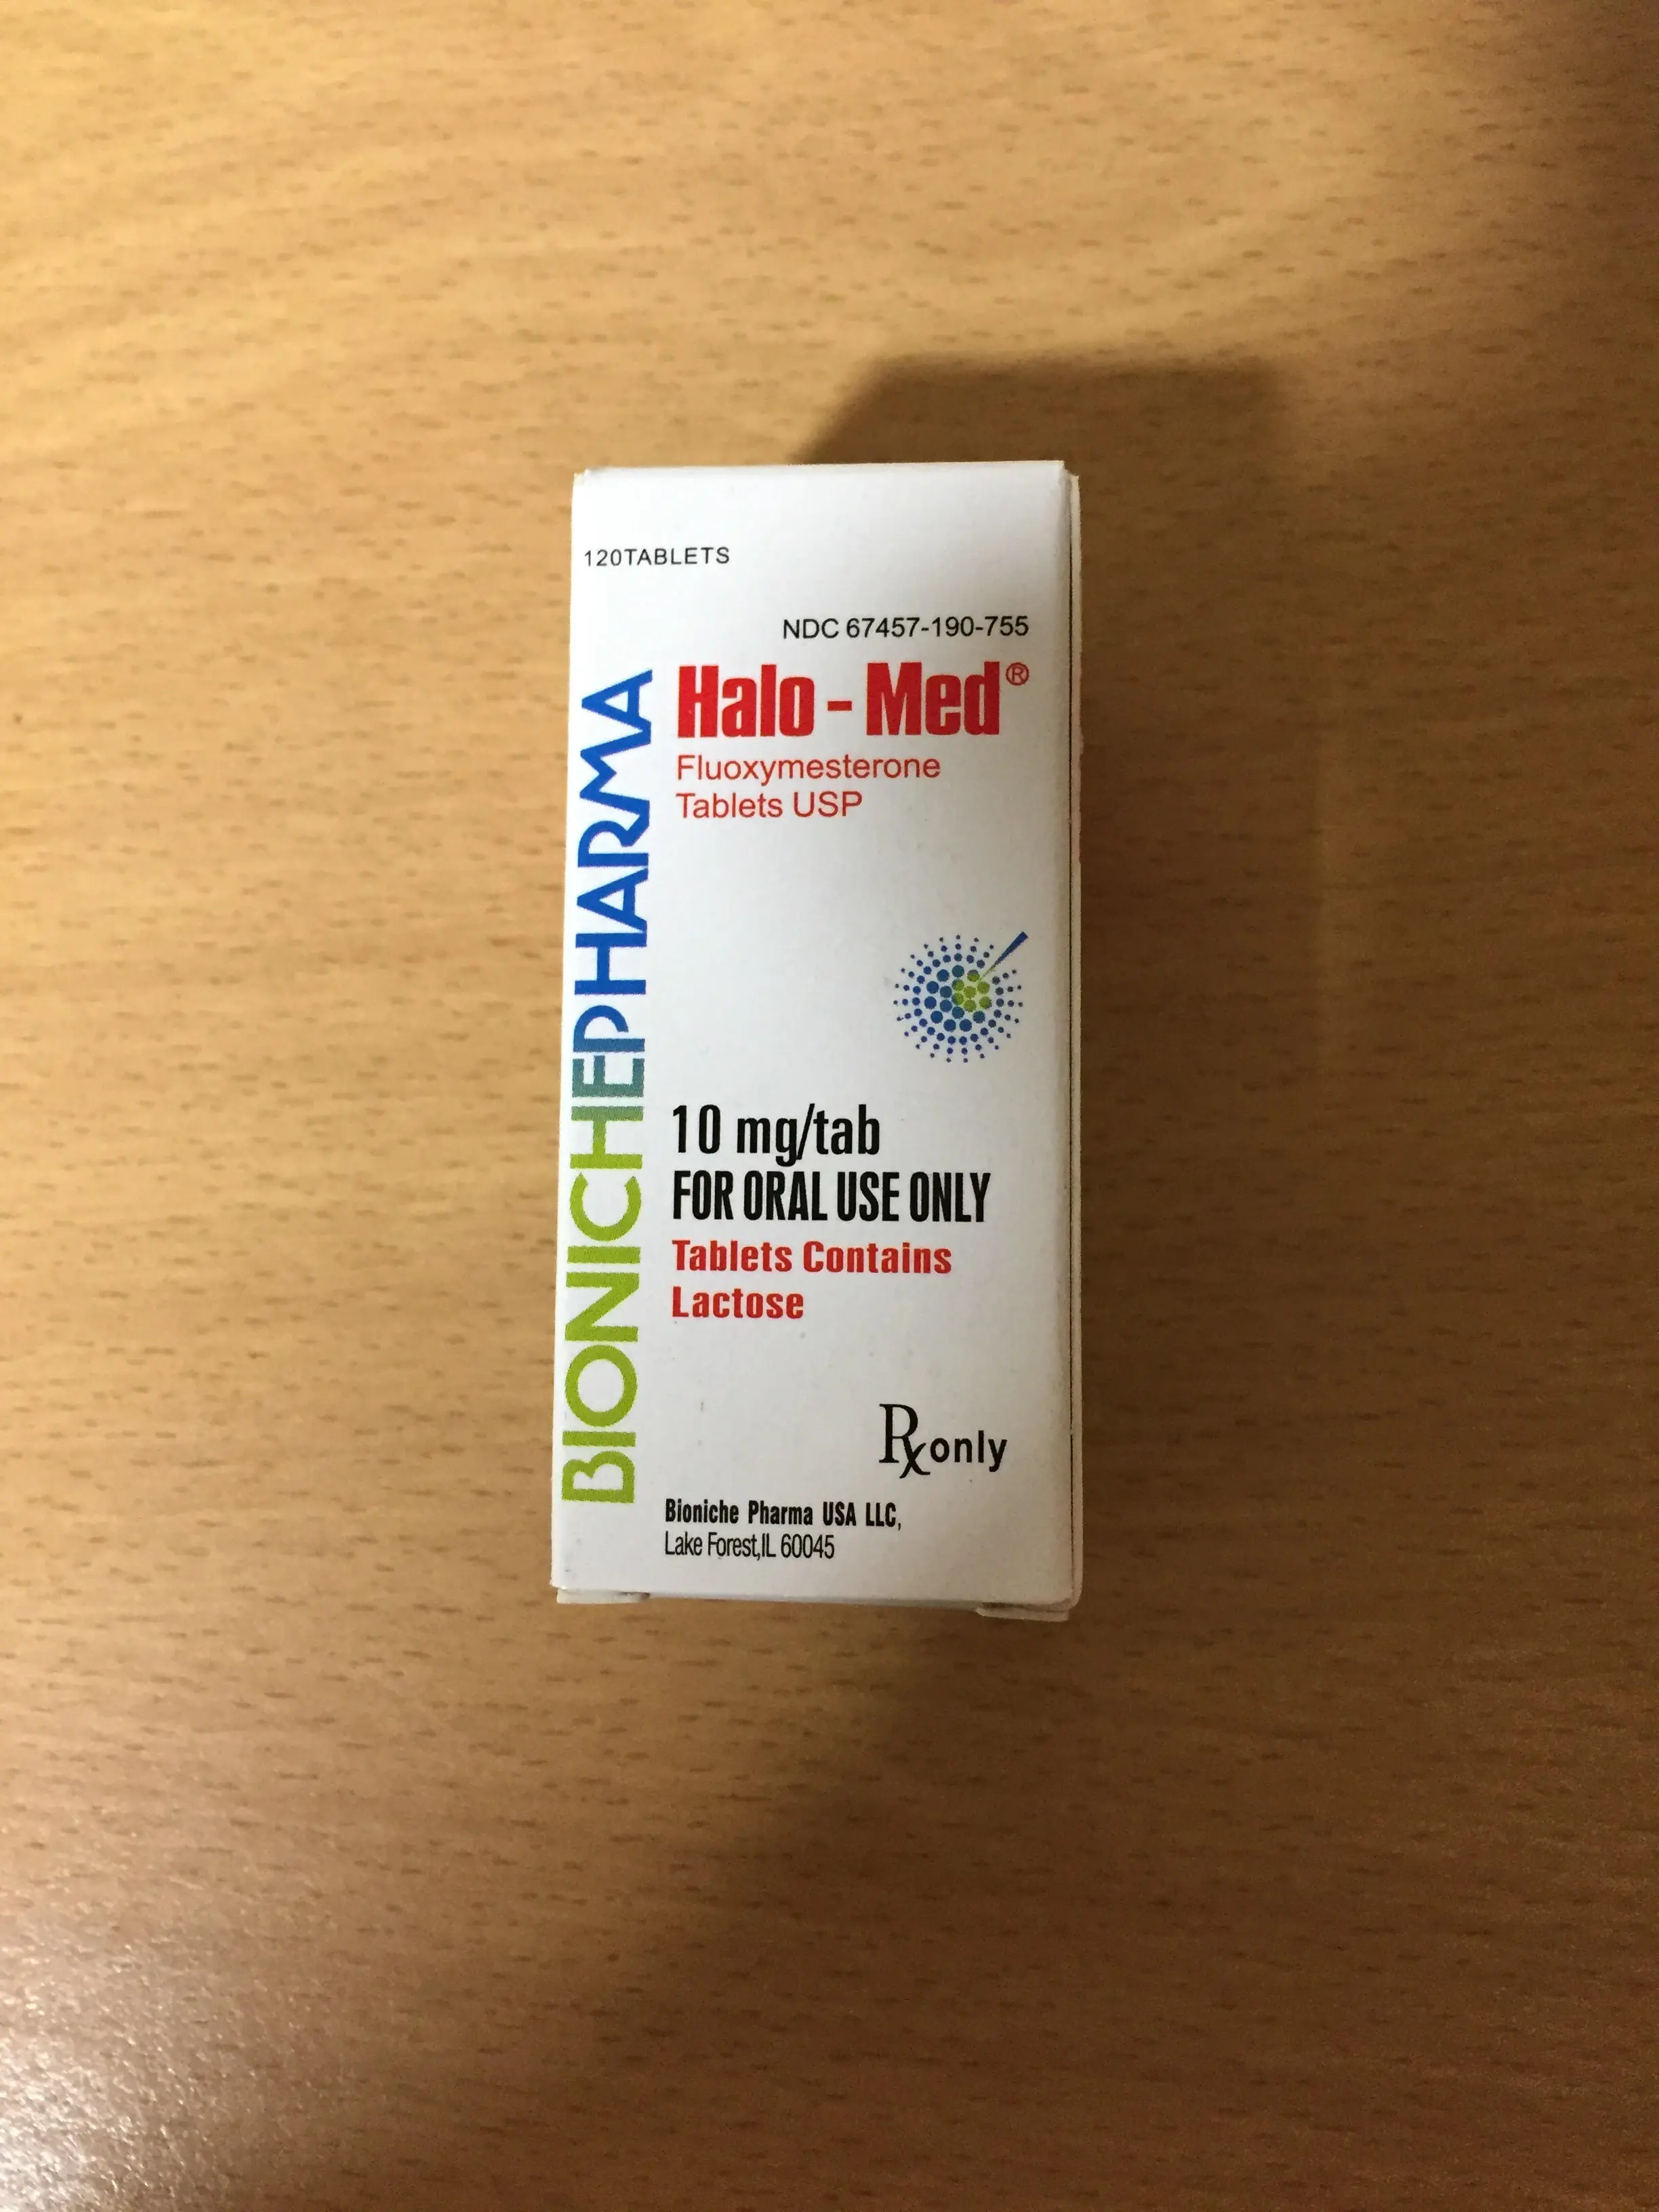 120TABLETS
NDC 67457-190-755
Halo - Med®
Fluoxymesterone
Tablets USP
BIONICHEPHARMA
10 mg/tab
FOR ORAL USE ONLY
Tablets Contains
Lactose
Rx only
Bioniche Pharma USA LLC,
Lake Forest,IL 60045